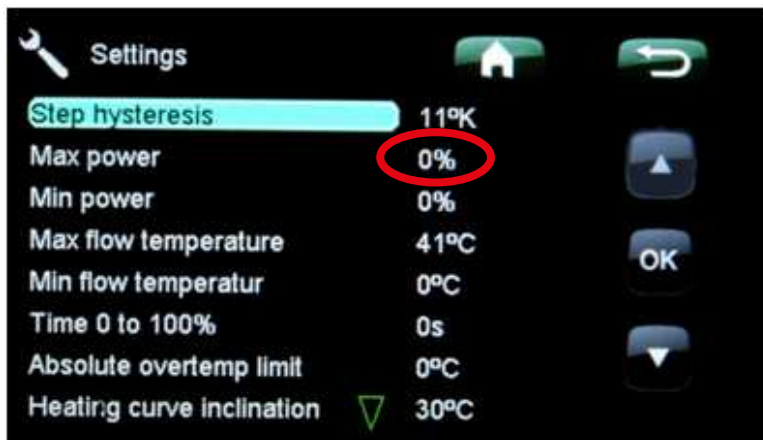 Settings
Step hysteresis 11ºK
Max power 0%
Min power 0%
Max flow temperature 41ºC
OK
Min flow temperatur 0ºC
Time 0 to 100% 0s
Absolute overtemp limit 0ºC
Heating curve inclination 30ºC